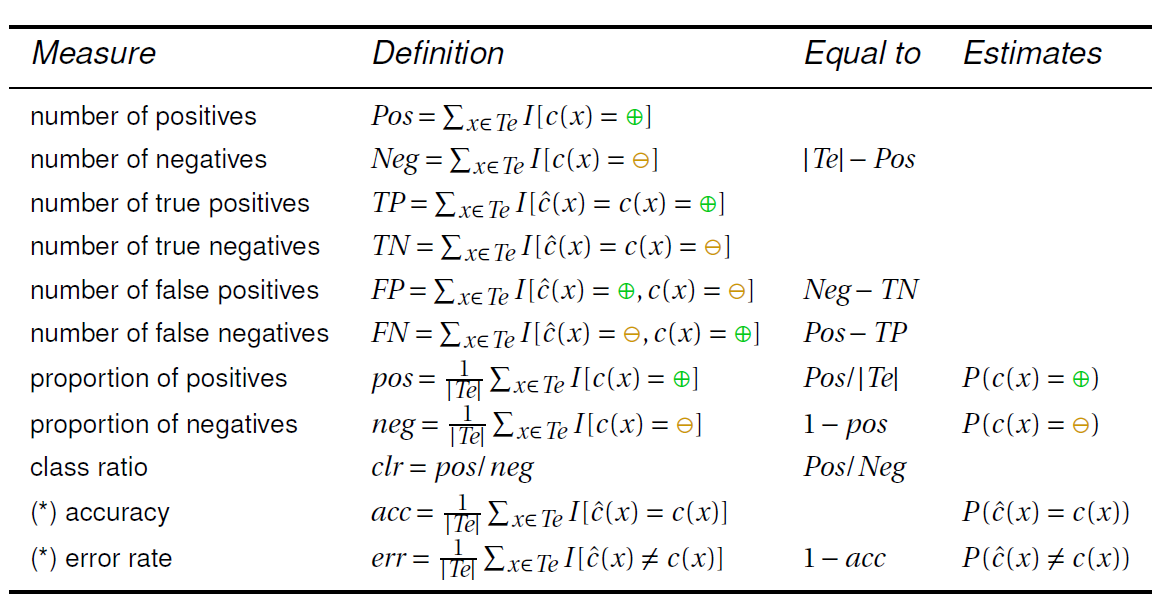 Measure Definition Equal to Estimates
number of positives Pos = ∑x∈Te I[c(x) = ⊕]
number of negatives Neg = ∑x∈Te I[c(x) = ⊖] |Te| − Pos
number of true positives TP = ∑x∈Te I[ĉ(x) = c(x) = ⊕]
number of true negatives TN = ∑x∈Te I[ĉ(x) = c(x) = ⊖]
number of false positives FP = ∑x∈Te I[ĉ(x) = ⊕, c(x) = ⊖] Neg − TN
number of false negatives FN = ∑x∈Te I[ĉ(x) = ⊖, c(x) = ⊕] Pos − TP
proportion of positives pos = 1/|Te| ∑x∈Te I[c(x) = ⊕] Pos/|Te| P(c(x) = ⊕)
proportion of negatives neg = 1/|Te| ∑x∈Te I[c(x) = ⊖] 1 − pos P(c(x) = ⊖)
class ratio clr = pos/neg Pos/Neg
(*) accuracy acc = 1/|Te| ∑x∈Te I[ĉ(x) = c(x)] P(ĉ(x) = c(x))
(*) error rate err = 1/|Te| ∑x∈Te I[ĉ(x) ≠ c(x)] 1 − acc P(ĉ(x) ≠ c(x))